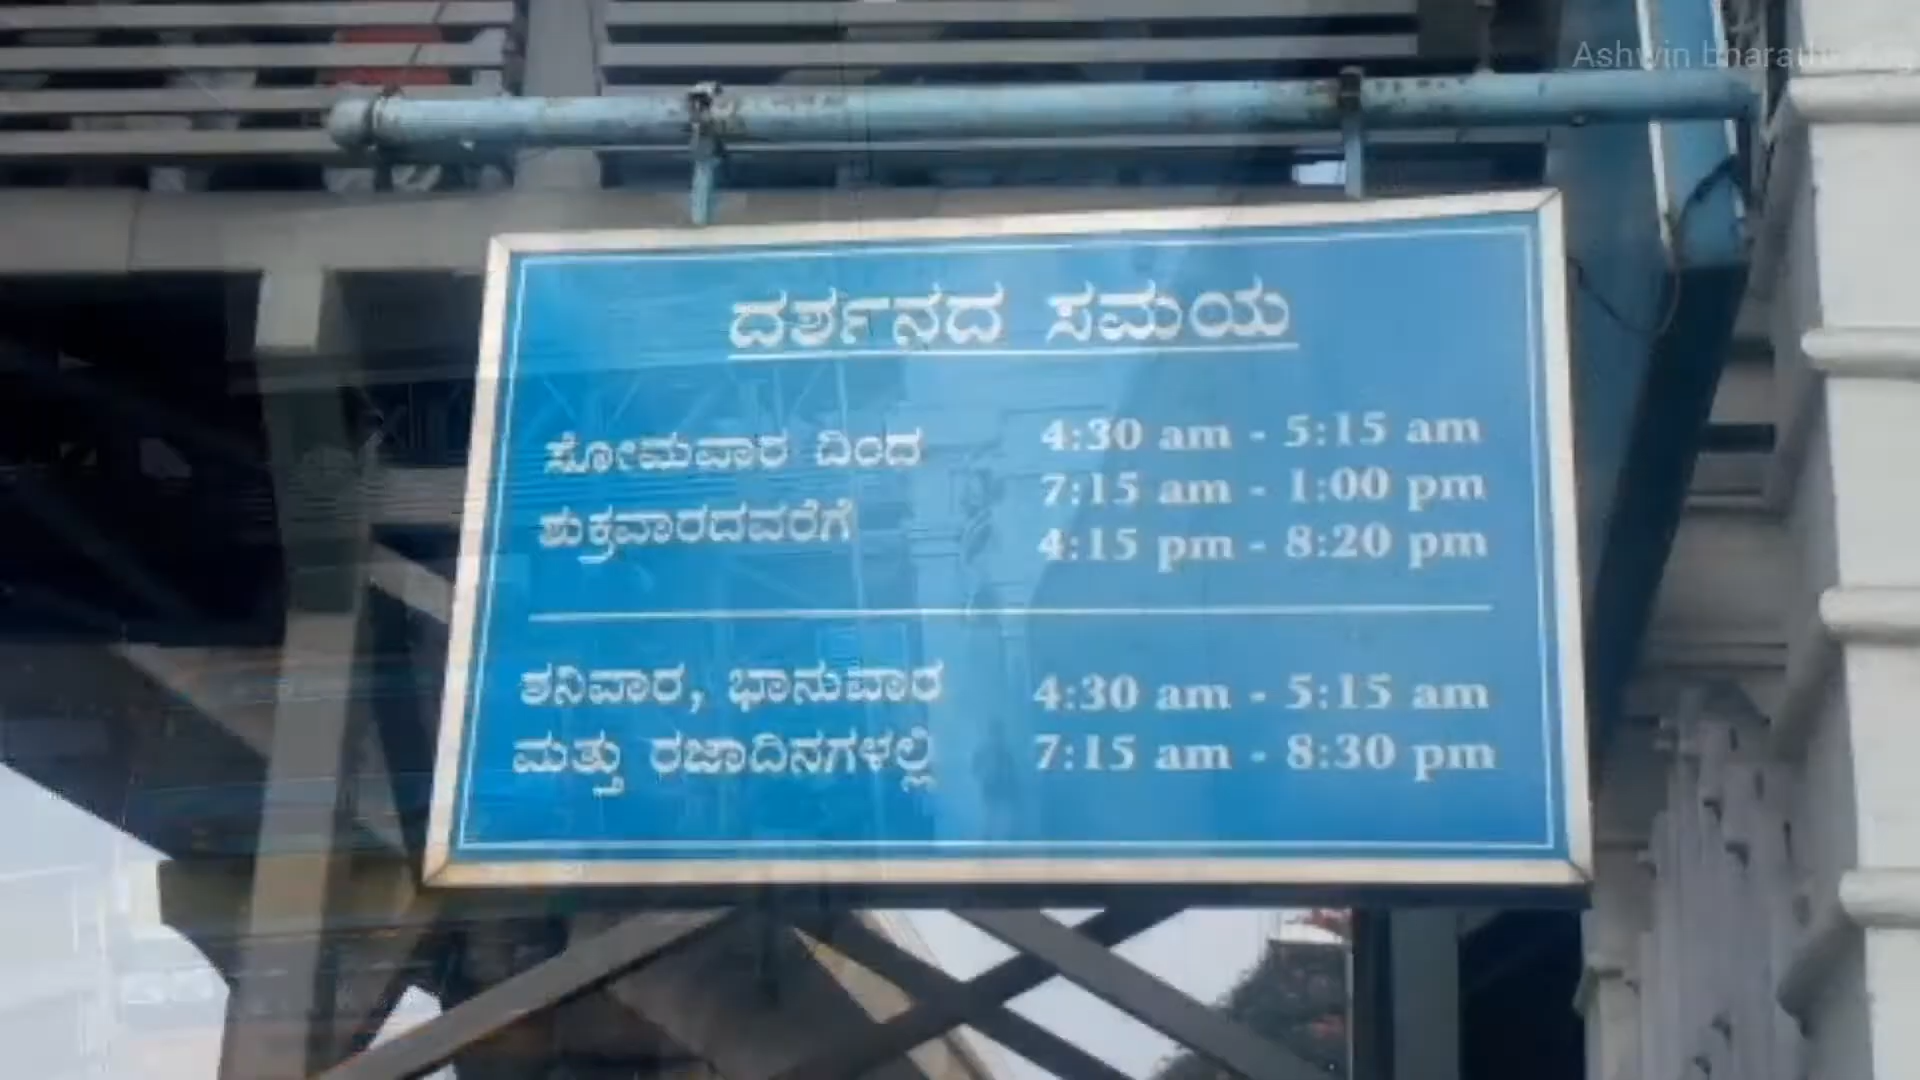 Ashwin bharathi
ದರ್ಶನದ ಸಮಯ
ಸೋಮವಾರ ದಿಂದ
ಶುಕ್ರವಾರದವರೆಗೆ
4:30 am - 5:15 am
7:15 am - 1:00 pm
4:15 pm - 8:20 pm
ಶನಿವಾರ, ಭಾನುವಾರ
ಮತ್ತು ರಜಾದಿನಗಳಲ್ಲಿ
4:30 am - 5:15 am
7:15 am - 8:30 pm